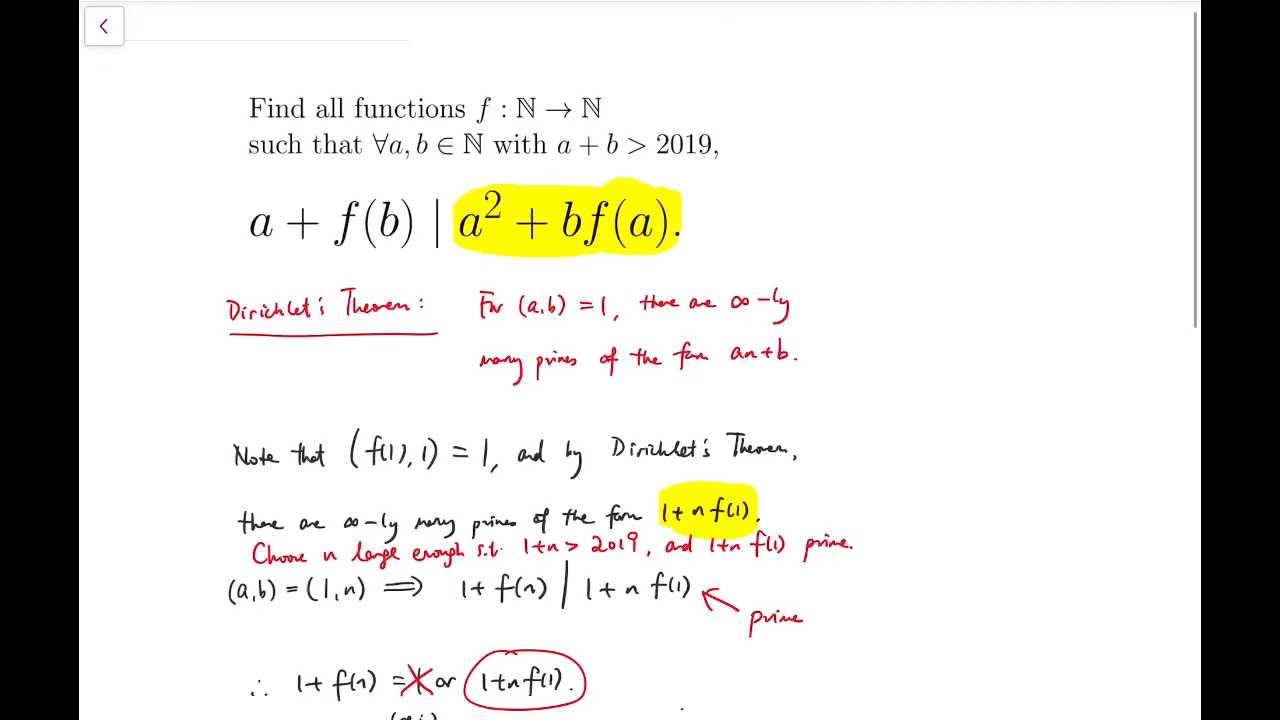 Find all functions f : ℕ → ℕ
such that ∀a, b ∈ ℕ with a + b > 2019,
a + f(b) | a² + bf(a).
Dirichlet's Theorem: For (a,b) = 1, there are ∞-ly
many primes of the form an+b.
Note that (f(1), 1) = 1, and by Dirichlet's Theorem,
there are ∞-ly many primes of the form 1+n f(1).
Choose n large enough s.t. 1+n > 2019, and 1+n f(1) prime.
(a,b) = (1,n) ⟹ 1+ f(n) | 1+ n f(1)
prime
∴ 1+ f(n) = 1 or 1+n f(1).